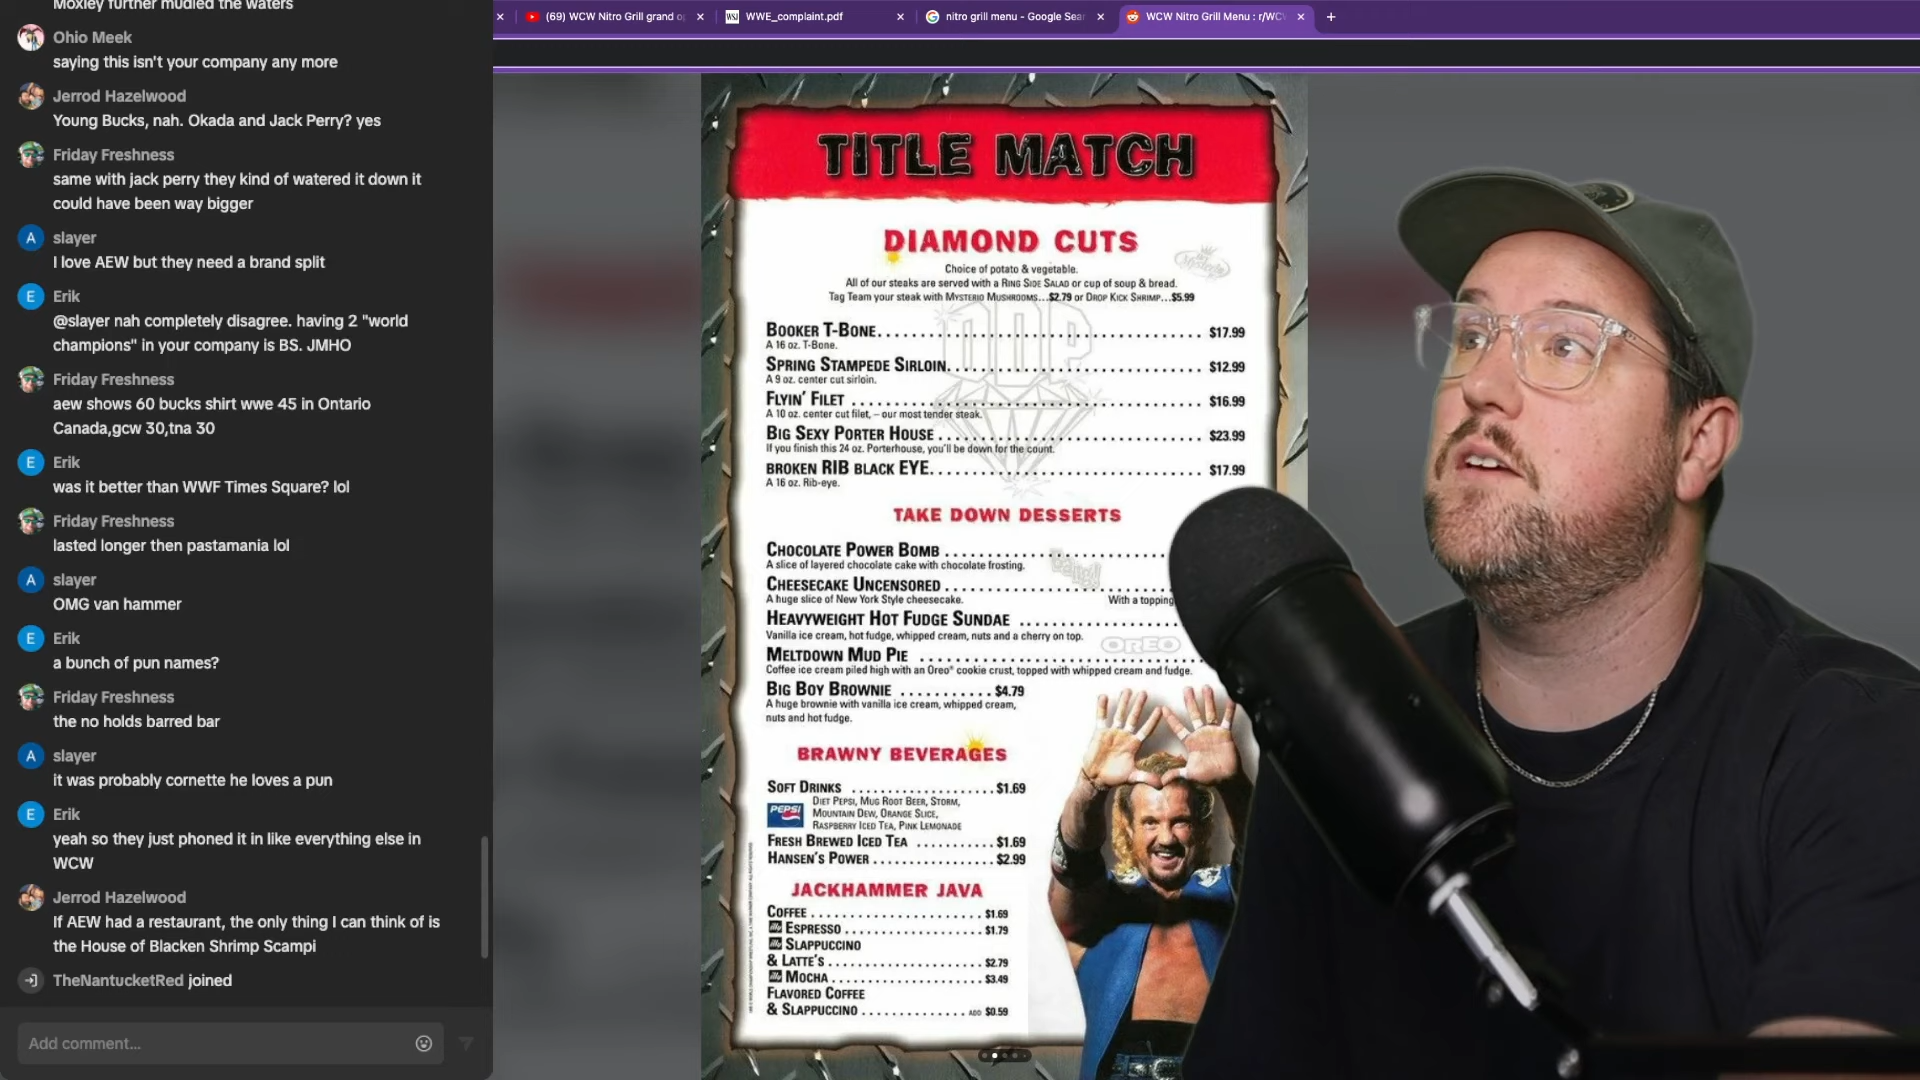 Moxley further mudied the waters
Ohio Meek
saying this isn't your company any more
Jerrod Hazelwood
Young Bucks, nah. Okada and Jack Perry? yes
Friday Freshness
same with jack perry they kind of watered it down it
could have been way bigger
A slayer
I love AEW but they need a brand split
E Erik
@slayer nah completely disagree. having 2 "world
champions" in your company is BS. JMHO
Friday Freshness
aew shows 60 bucks shirt wwe 45 in Ontario
Canada,gcw 30,tna 30
E Erik
was it better than WWF Times Square? lol
Friday Freshness
lasted longer then pastamania lol
A slayer
OMG van hammer
E Erik
a bunch of pun names?
Friday Freshness
the no holds barred bar
A slayer
it was probably cornette he loves a pun
E Erik
yeah so they just phoned it in like everything else in
WCW
Jerrod Hazelwood
If AEW had a restaurant, the only thing I can think of is
the House of Blacken Shrimp Scampi
TheNantucketRed joined
Add comment...
(69) WCW Nitro Grill grand o
WSJ WWE_complaint.pdf
nitro grill menu - Google Sear
WCW Nitro Grill Menu : r/WC
TITLE MATCH
DIAMOND CUTS
Choice of potato & vegetable.
All of our steaks are served with a RING SIDE SALAD or cup of soup & bread.
Tag Team your steak with MYSTERIO MUSHROOMS...$2.79 or DROP KICK SHRIMP...$5.99
DDP
BOOKER T-BONE. $17.99
A 16 oz. T-Bone.
SPRING STAMPEDE SIRLOIN. $12.99
A 9 oz. center cut sirloin.
FLYIN' FILET $16.99
A 10 oz. center cut filet, – our most tender steak.
BIG SEXY PORTER HOUSE $23.99
If you finish this 24 oz. Porterhouse, you'll be down for the count.
BROKEN RIB BLACK EYE. $17.99
A 16 oz. Rib-eye.
TAKE DOWN DESSERTS
CHOCOLATE POWER BOMB
A slice of layered chocolate cake with chocolate frosting.
CHEESECAKE UNCENSORED
A huge slice of New York Style cheesecake. With a topping
HEAVYWEIGHT HOT FUDGE SUNDAE
Vanilla ice cream, hot fudge, whipped cream, nuts and a cherry on top.
OREO
MELTDOWN MUD PIE
Coffee ice cream piled high with an Oreo® cookie crust, topped with whipped cream and fudge.
BIG BOY BROWNIE $4.79
A huge brownie with vanilla ice cream, whipped cream,
nuts and hot fudge.
BRAWNY BEVERAGES
SOFT DRINKS $1.69
PEPSI DIET PEPSI, MUG ROOT BEER, STORM,
MOUNTAIN DEW, ORANGE SLICE,
RASPBERRY ICED TEA, PINK LEMONADE
FRESH BREWED ICED TEA $1.69
HANSEN'S POWER $2.99
JACKHAMMER JAVA
COFFEE $1.69
illy ESPRESSO $1.79
illy SLAPPUCCINO
& LATTE'S $2.79
illy MOCHA $3.49
FLAVORED COFFEE
& SLAPPUCCINO ADD $0.59